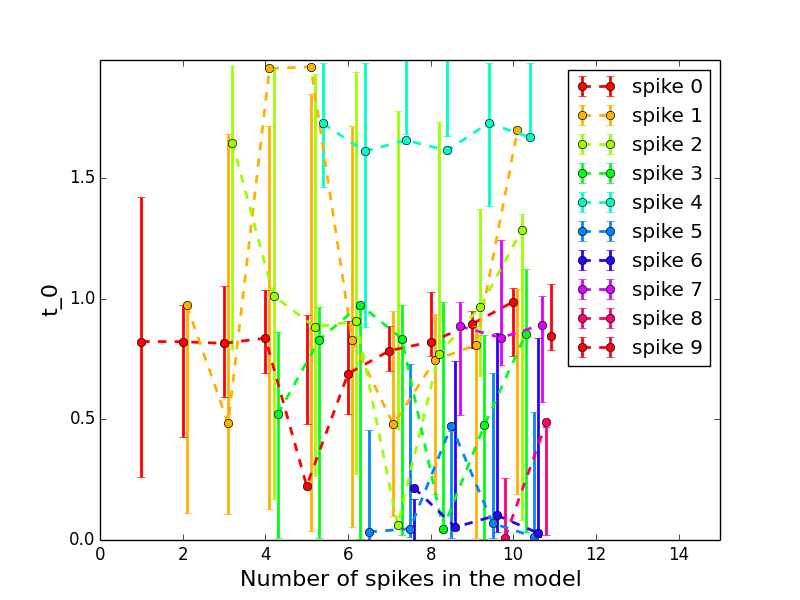 t_0
1.5
1.0
0.5
0.0
0 2 4 6 8 10 12 14
Number of spikes in the model
spike 0
spike 1
spike 2
spike 3
spike 4
spike 5
spike 6
spike 7
spike 8
spike 9